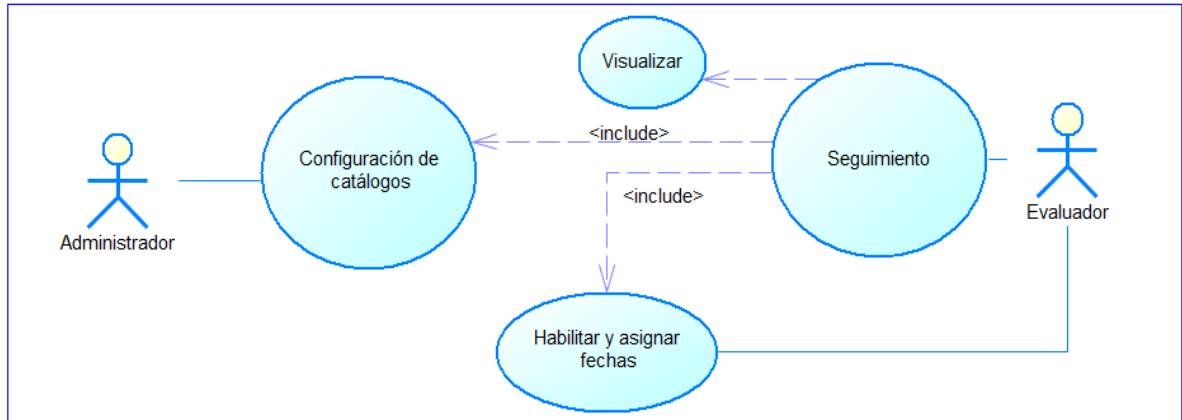 Visualizar
<include>
Configuración de
catálogos
Seguimiento
<include>
Administrador
Evaluador
Habilitar y asignar
fechas